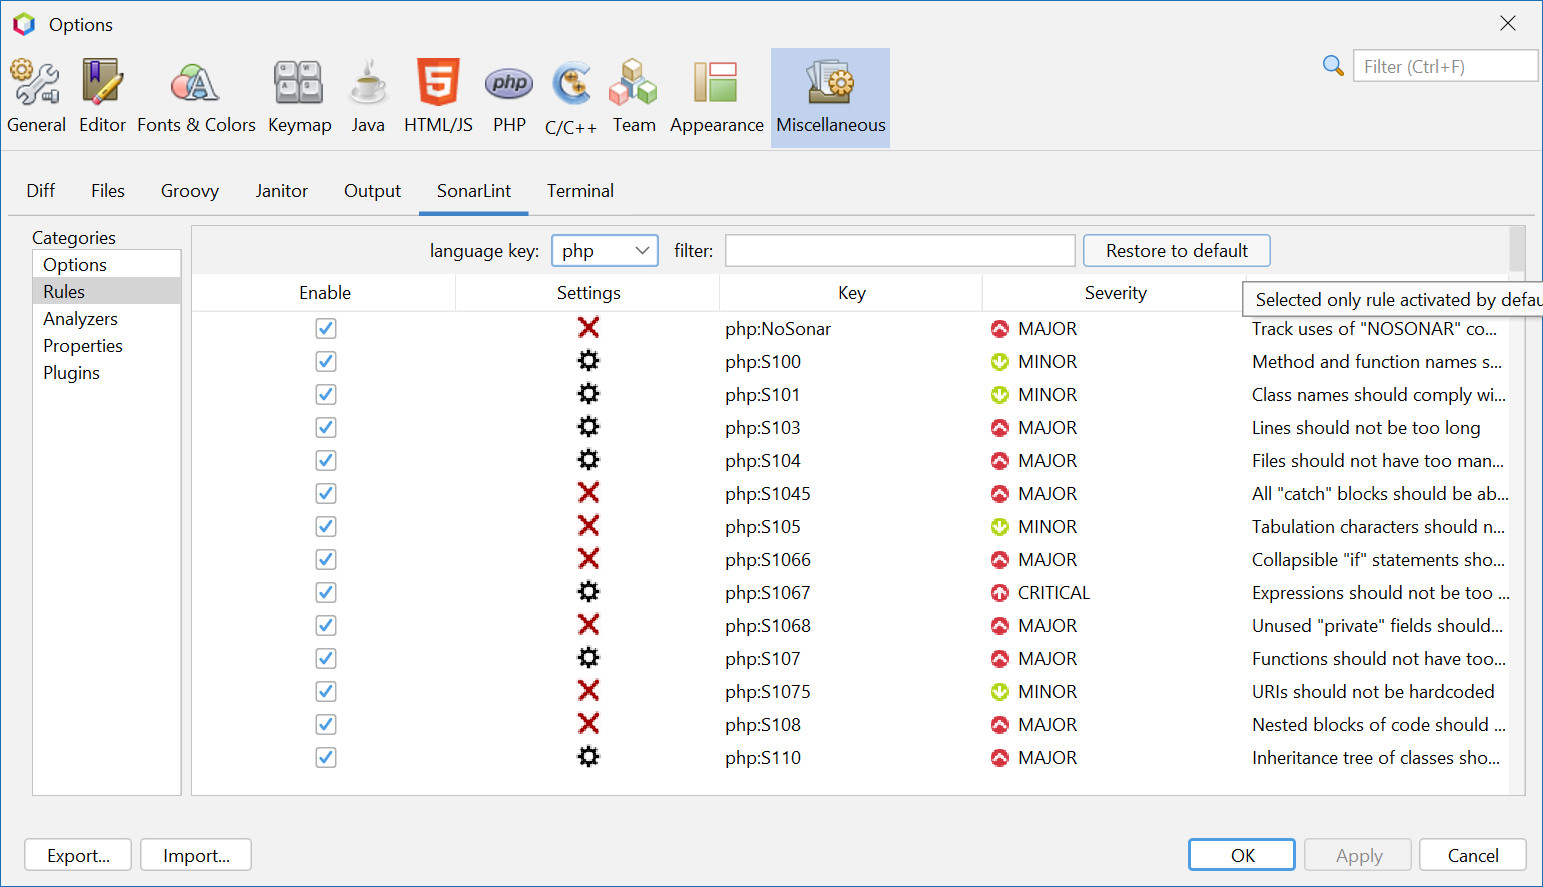 Options
Filter (Ctrl+F)
php
General Editor Fonts & Colors Keymap Java HTML/JS PHP C/C++ Team Appearance Miscellaneous
Diff Files Groovy Janitor Output SonarLint Terminal
Categories
Options
Rules
Analyzers
Properties
Plugins
language key: php filter: Restore to default
Enable Settings Key Severity
Selected only rule activated by defau
php:NoSonar MAJOR Track uses of "NOSONAR" co...
php:S100 MINOR Method and function names s...
php:S101 MINOR Class names should comply wi...
php:S103 MAJOR Lines should not be too long
php:S104 MAJOR Files should not have too man...
php:S1045 MAJOR All "catch" blocks should be ab...
php:S105 MINOR Tabulation characters should n...
php:S1066 MAJOR Collapsible "if" statements sho...
php:S1067 CRITICAL Expressions should not be too ...
php:S1068 MAJOR Unused "private" fields should...
php:S107 MAJOR Functions should not have too...
php:S1075 MINOR URIs should not be hardcoded
php:S108 MAJOR Nested blocks of code should ...
php:S110 MAJOR Inheritance tree of classes sho...
Export... Import... OK Apply Cancel